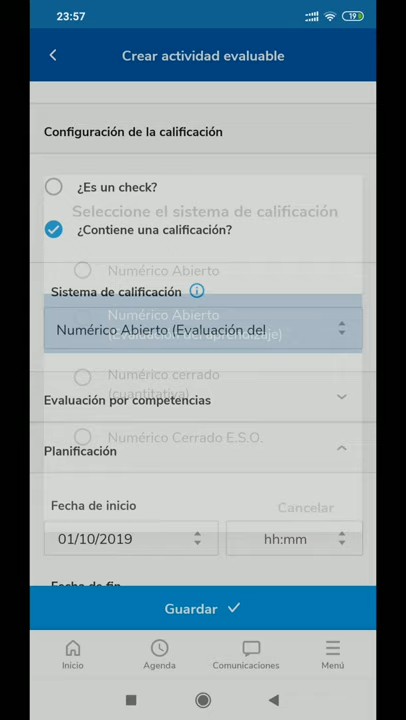 23:57
19
Crear actividad evaluable
Configuración de la calificación
¿Es un check?
Seleccione el sistema de calificación
¿Contiene una calificación?
Numérico Abierto
Sistema de calificación
Numérico Abierto
Numérico Abierto (Evaluación del
(Evaluación del aprendizaje)
Numérico cerrado
(cuantitativa)
Evaluación por competencias
Numérico Cerrado E.S.O.
Planificación
Fecha de inicio
Cancelar
01/10/2019
hh:mm
Fecha de fin
Guardar
Inicio
Agenda
Comunicaciones
Menú